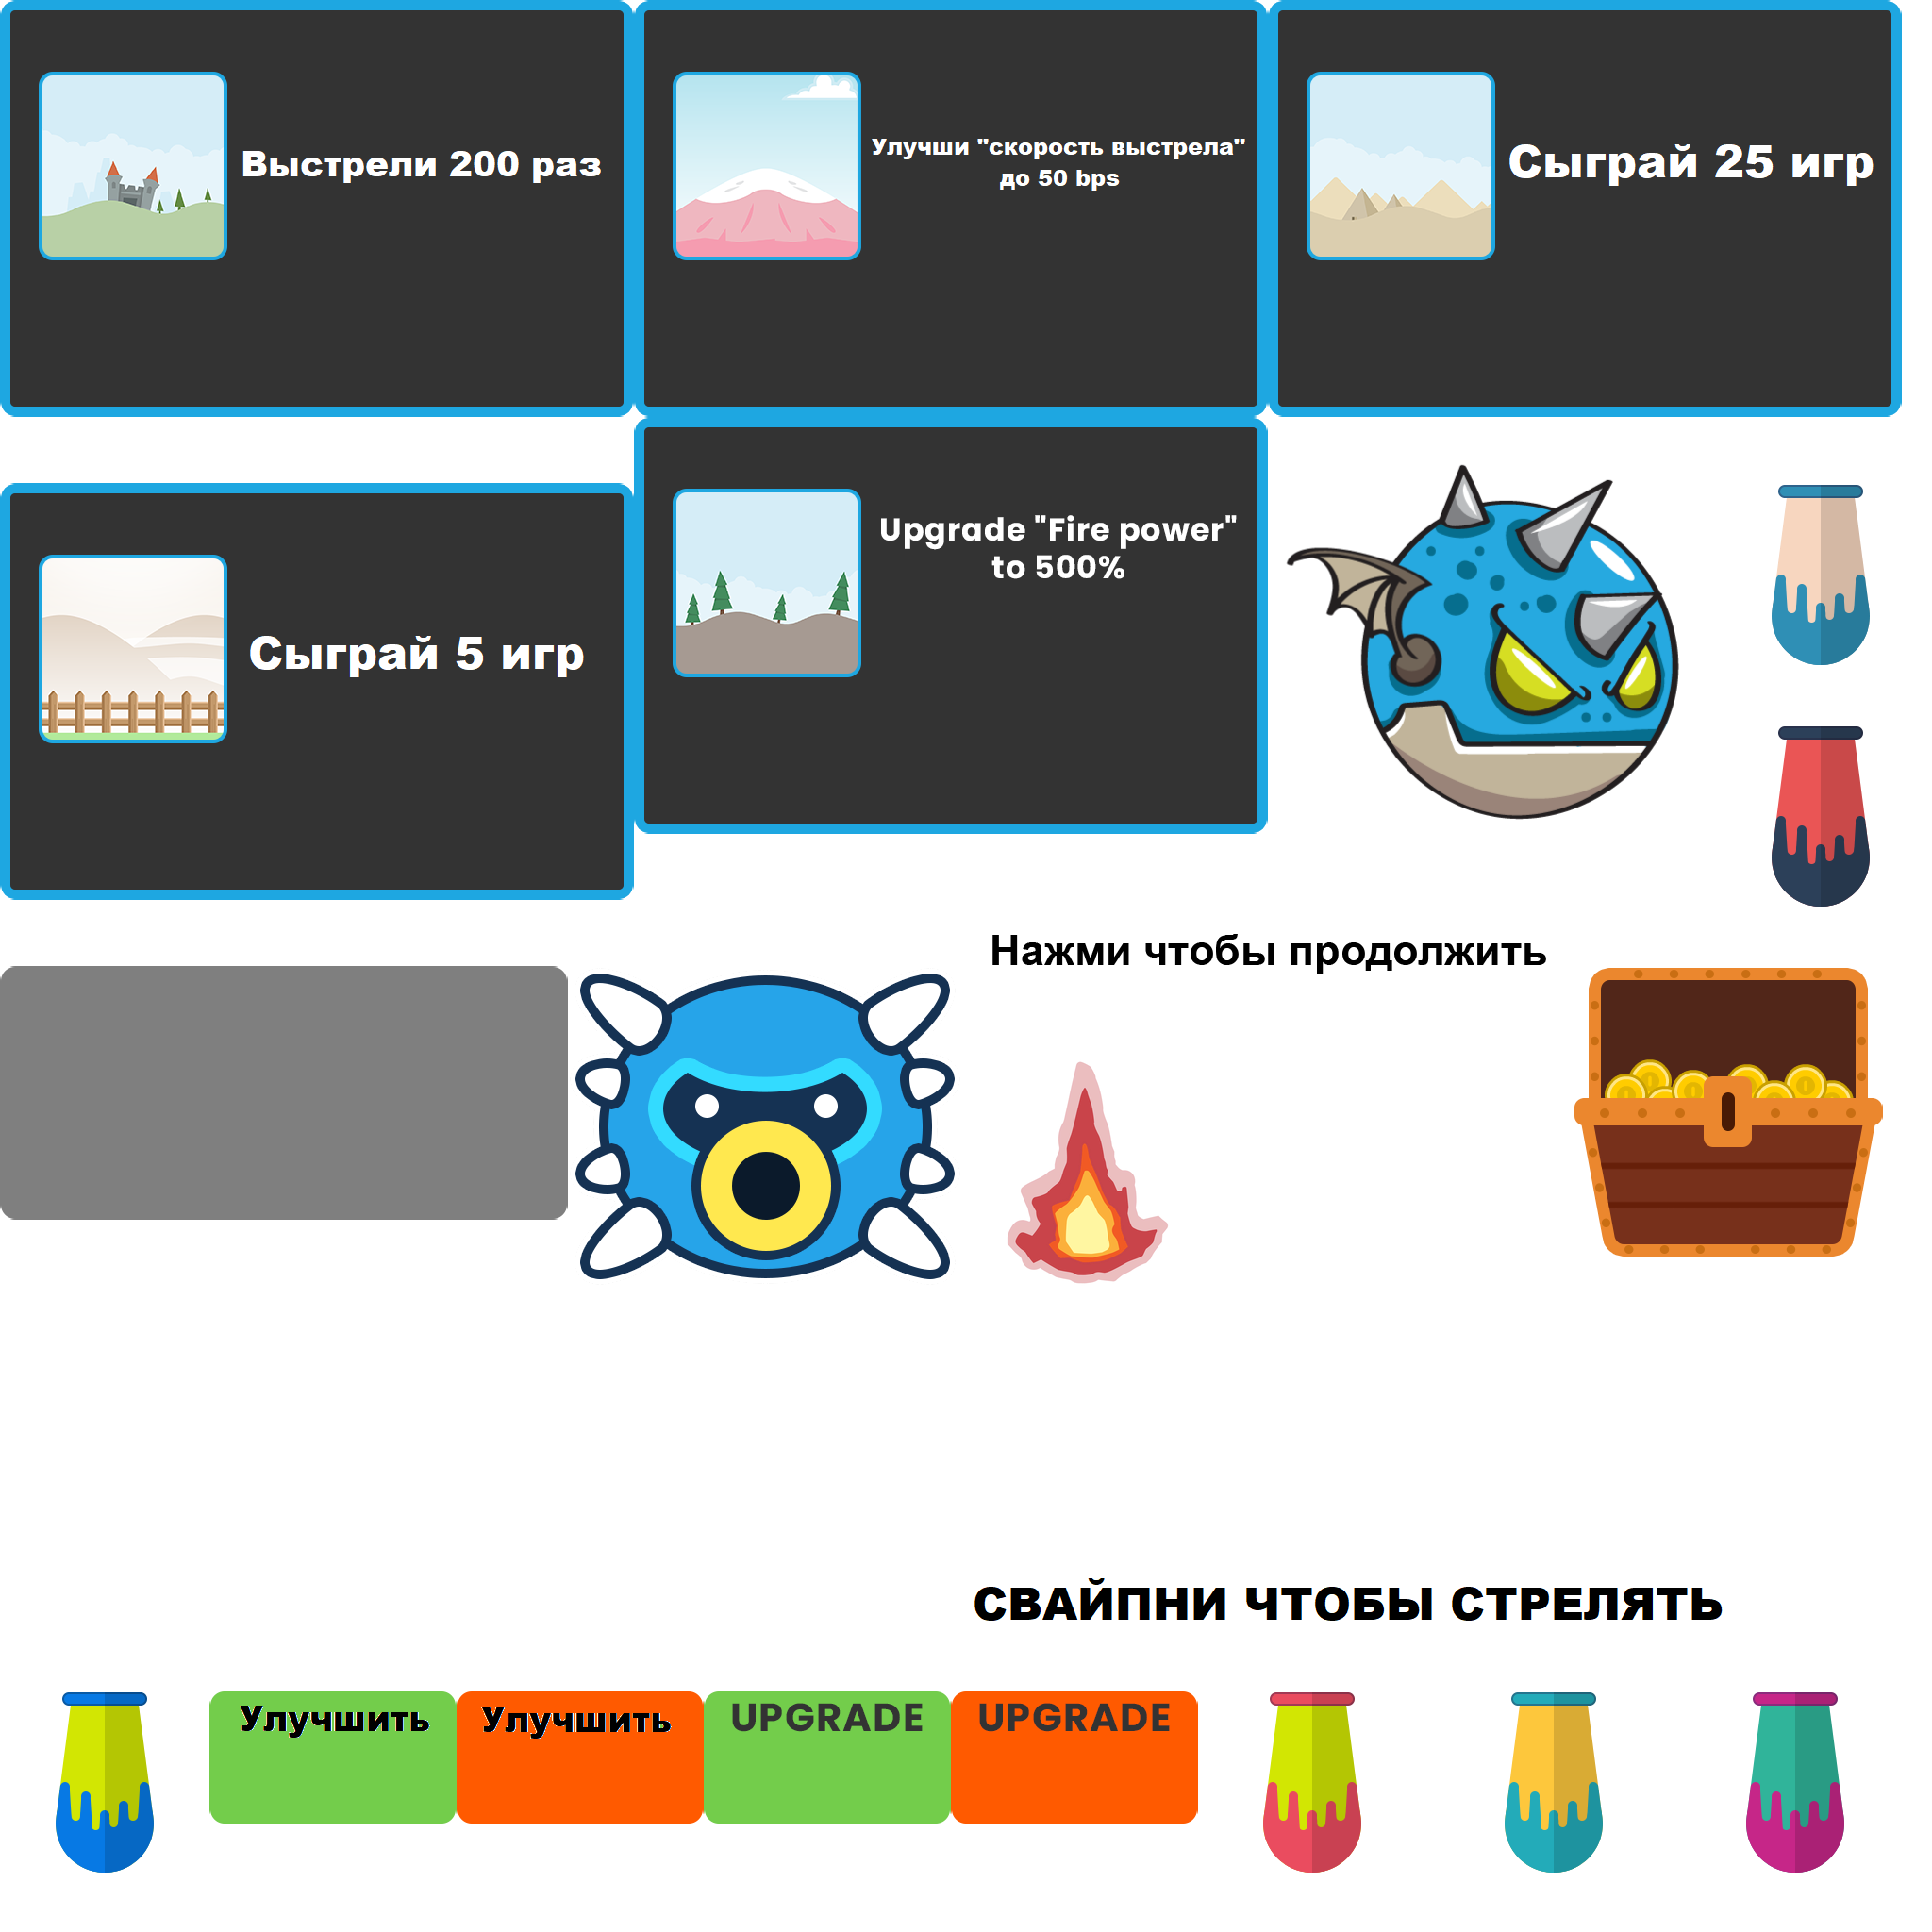 Выстрели 200 раз
Улучши "скорость выстрела"
до 50 bps
Сыграй 25 игр
Сыграй 5 игр
Upgrade "Fire power"
to 500%
Нажми чтобы продолжить
СВАЙПНИ ЧТОБЫ СТРЕЛЯТЬ
Улучшить
Улучшить
UPGRADE
UPGRADE